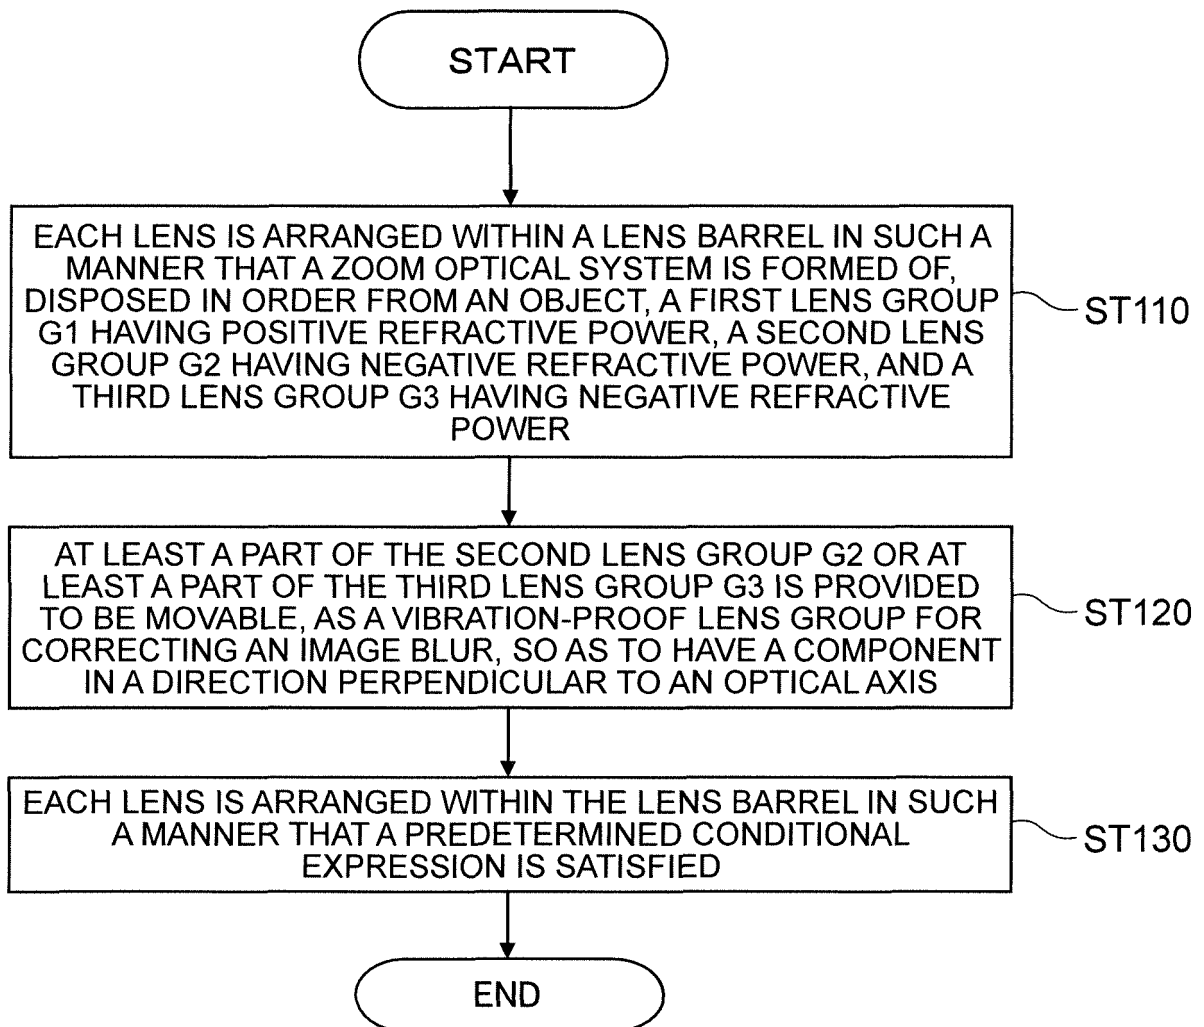 START
EACH LENS IS ARRANGED WITHIN A LENS BARREL IN SUCH A
MANNER THAT A ZOOM OPTICAL SYSTEM IS FORMED OF,
DISPOSED IN ORDER FROM AN OBJECT, A FIRST LENS GROUP
G1 HAVING POSITIVE REFRACTIVE POWER, A SECOND LENS
GROUP G2 HAVING NEGATIVE REFRACTIVE POWER, AND A
THIRD LENS GROUP G3 HAVING NEGATIVE REFRACTIVE
POWER
ST110
AT LEAST A PART OF THE SECOND LENS GROUP G2 OR AT
LEAST A PART OF THE THIRD LENS GROUP G3 IS PROVIDED
TO BE MOVABLE, AS A VIBRATION-PROOF LENS GROUP FOR
CORRECTING AN IMAGE BLUR, SO AS TO HAVE A COMPONENT
IN A DIRECTION PERPENDICULAR TO AN OPTICAL AXIS
ST120
EACH LENS IS ARRANGED WITHIN THE LENS BARREL IN SUCH
A MANNER THAT A PREDETERMINED CONDITIONAL
EXPRESSION IS SATISFIED
ST130
END